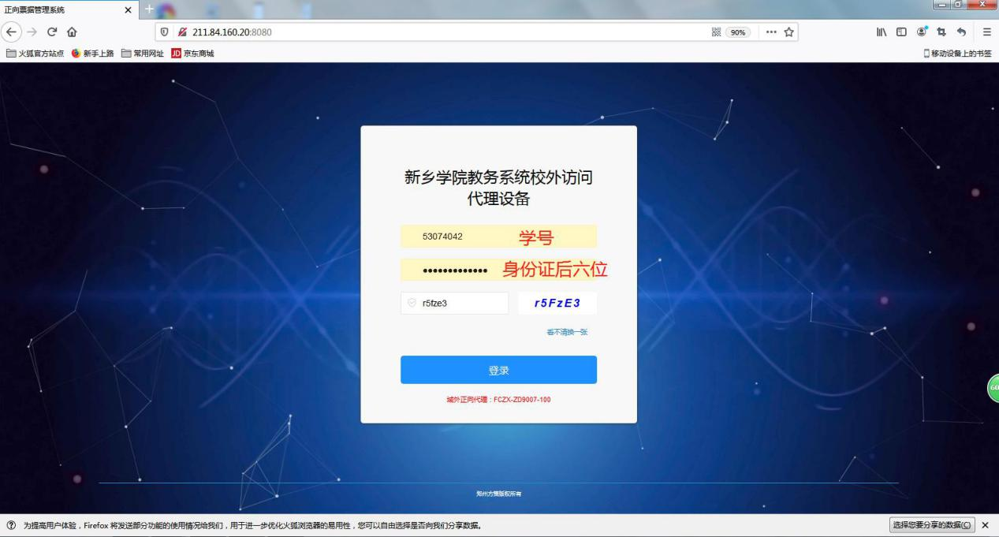 正向票据管理系统
211.84.160.20:8080
90%
火狐官方站点
新手上路
常用网址
JD 京东商城
移动设备上的书签
新乡学院教务系统校外访问
代理设备
53074042
学号
身份证后六位
r5fze3
r5FzE3
看不清换一张
登录
域外正向代理：FCZX-ZD9007-100
60
郑州方策版权所有
为提高用户体验，Firefox 将发送部分功能的使用情况给我们，用于进一步优化火狐浏览器的易用性，您可以自由选择是否向我们分享数据。
选择您要分享的数据(C)